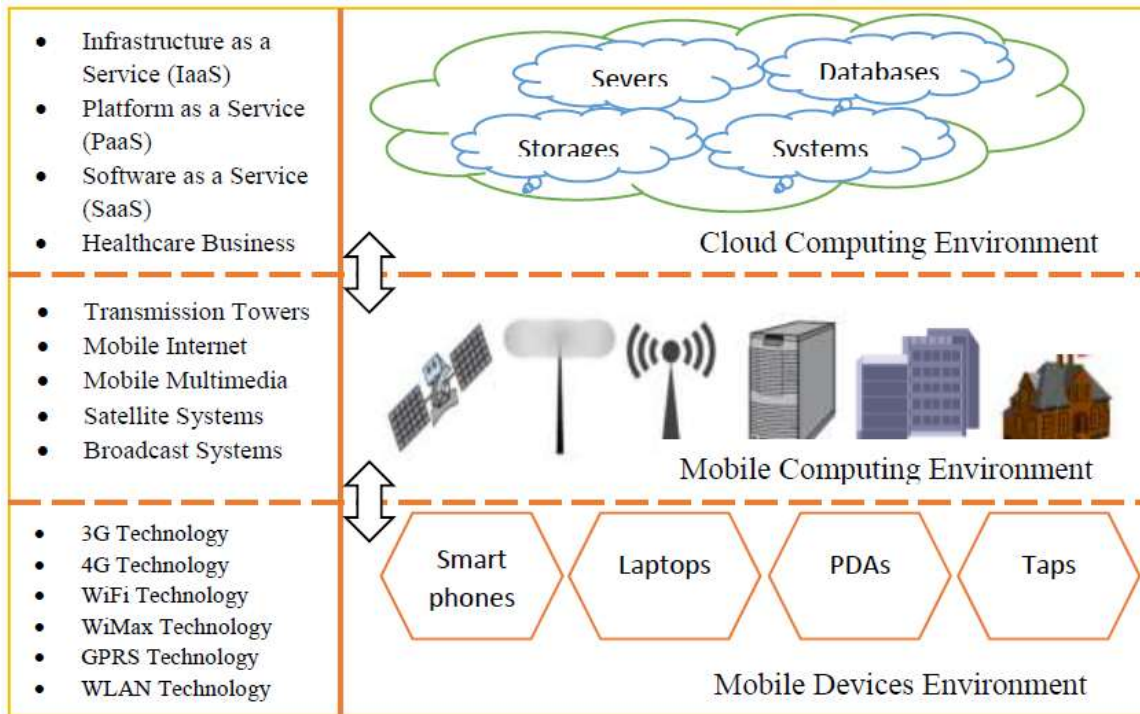 • Infrastructure as a
Service (IaaS)
• Platform as a Service
(PaaS)
• Software as a Service
(SaaS)
• Healthcare Business
Severs
Databases
Storages
Systems
Cloud Computing Environment
• Transmission Towers
• Mobile Internet
• Mobile Multimedia
• Satellite Systems
• Broadcast Systems
Mobile Computing Environment
• 3G Technology
• 4G Technology
• WiFi Technology
• WiMax Technology
• GPRS Technology
• WLAN Technology
Smart
phones
Laptops
PDAs
Taps
Mobile Devices Environment